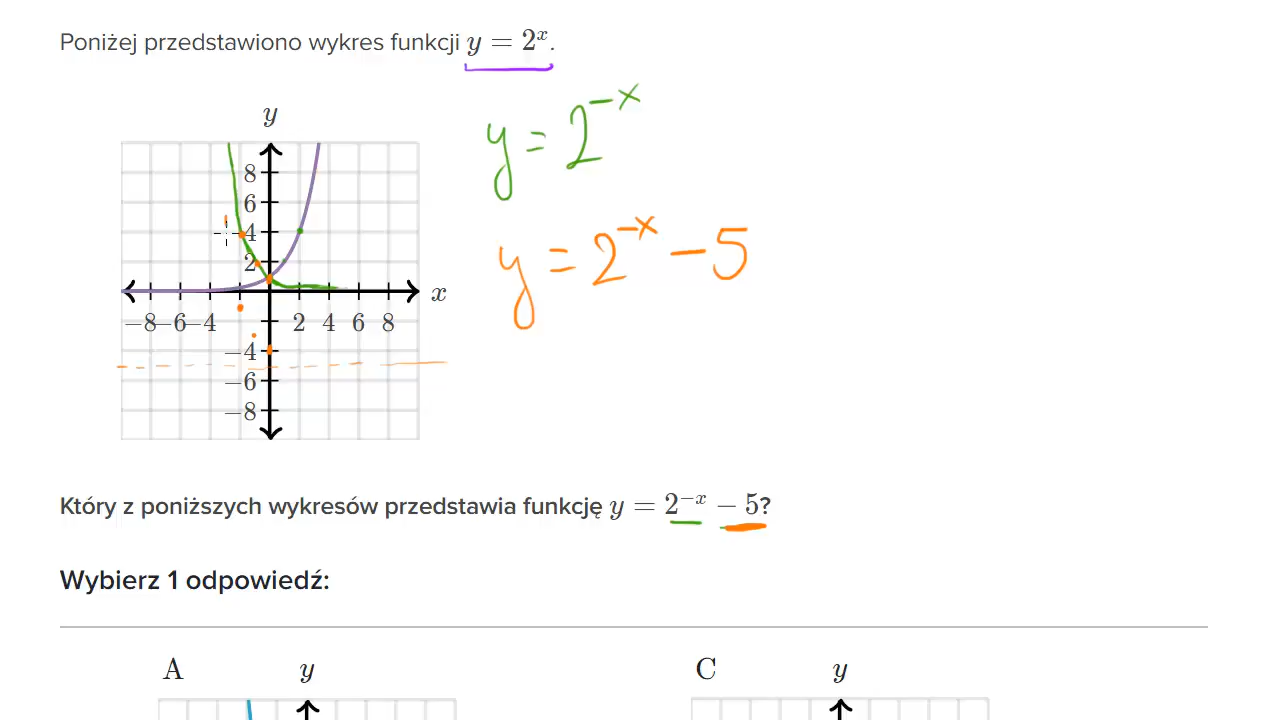 Poniżej przedstawiono wykres funkcji y = 2^x.
y
y = 2^-x
8
6
4
2
y = 2^-x - 5
x
-8 -6 -4 2 4 6 8
-4
-6
-8
Który z poniższych wykresów przedstawia funkcję y = 2^-x - 5?
Wybierz 1 odpowiedź:
A y C y